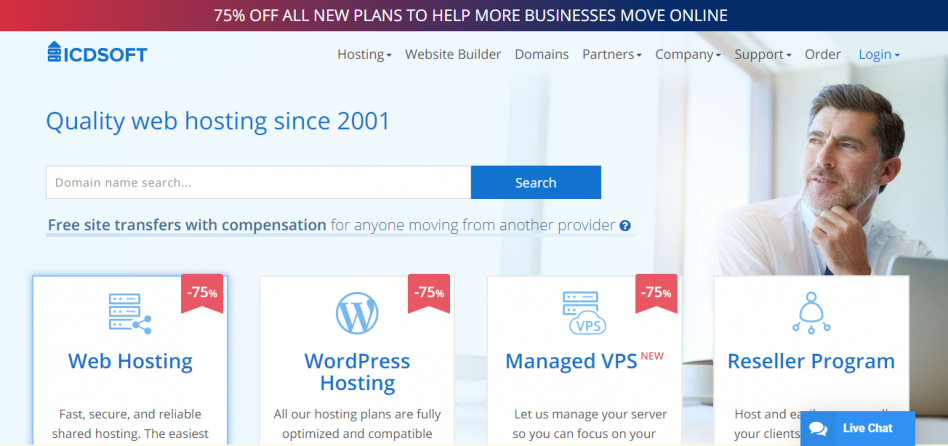 75% OFF ALL NEW PLANS TO HELP MORE BUSINESSES MOVE ONLINE
ICDSOFT
Hosting Website Builder Domains Partners Company Support Order Login
Quality web hosting since 2001
Domain name search...
Search
Free site transfers with compensation for anyone moving from another provider ?
-75%
Web Hosting
Fast, secure, and reliable
shared hosting. The easiest
-75%
WordPress
Hosting
All our hosting plans are fully
optimized and compatible
-75%
VPS
Managed VPS NEW
Let us manage your server
so you can focus on your
Reseller Program
Host and
your clients
Live Chat